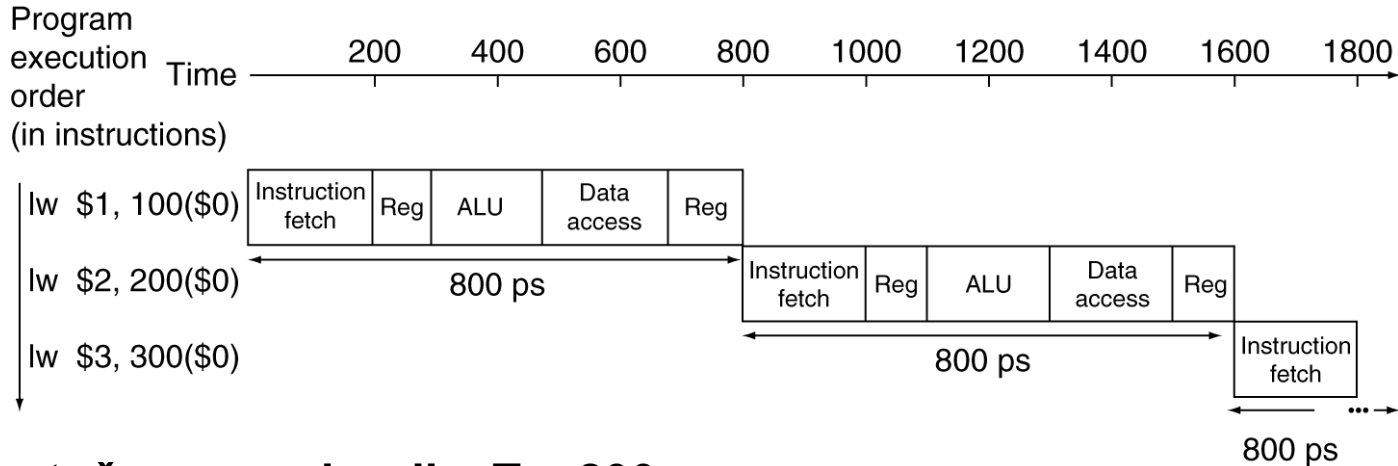 Program
execution
order
(in instructions)
Time
200 400 600 800 1000 1200 1400 1600 1800
lw $1, 100($0)
Instruction
fetch
Reg
ALU
Data
access
Reg
800 ps
lw $2, 200($0)
Instruction
fetch
Reg
ALU
Data
access
Reg
800 ps
lw $3, 300($0)
Instruction
fetch
...
800 ps